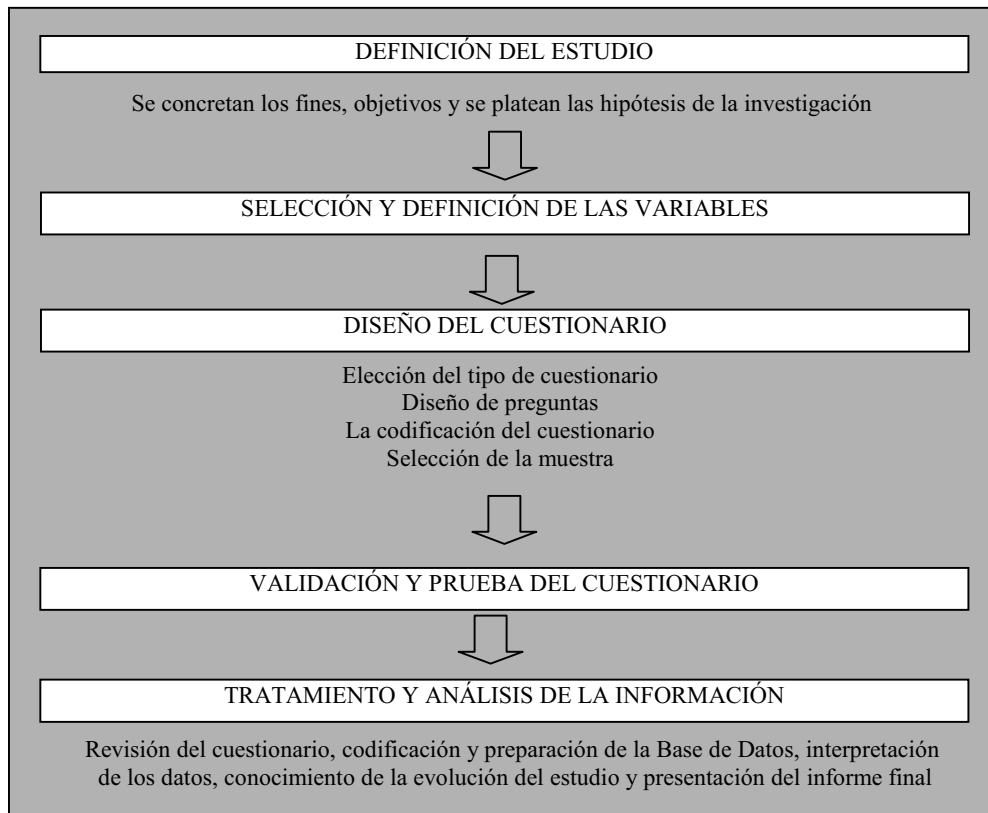 DEFINICIÓN DEL ESTUDIO
Se concretan los fines, objetivos y se platean las hipótesis de la investigación
SELECCIÓN Y DEFINICIÓN DE LAS VARIABLES
DISEÑO DEL CUESTIONARIO
Elección del tipo de cuestionario
Diseño de preguntas
La codificación del cuestionario
Selección de la muestra
VALIDACIÓN Y PRUEBA DEL CUESTIONARIO
TRATAMIENTO Y ANÁLISIS DE LA INFORMACIÓN
Revisión del cuestionario, codificación y preparación de la Base de Datos, interpretación
de los datos, conocimiento de la evolución del estudio y presentación del informe final